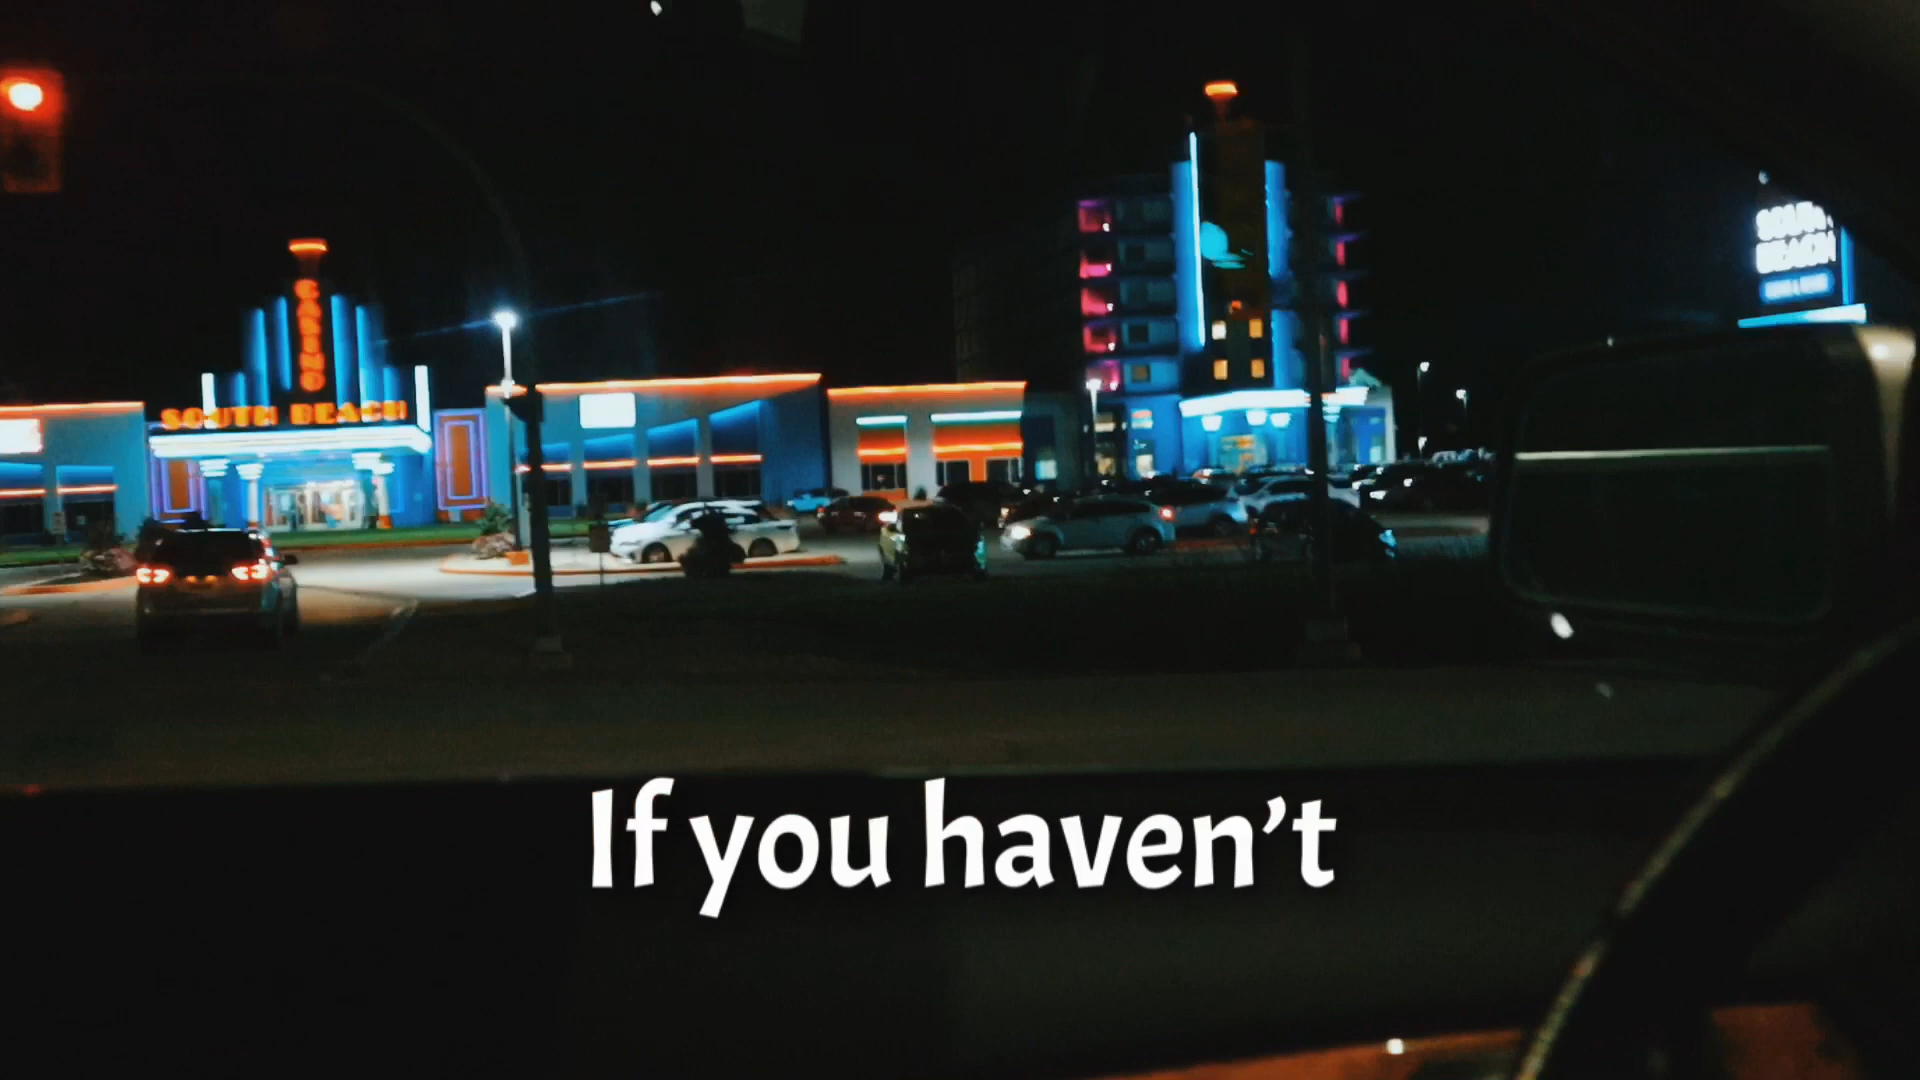 CASINO
SOUTH BEACH
SOUTH
BEACH
If you haven't